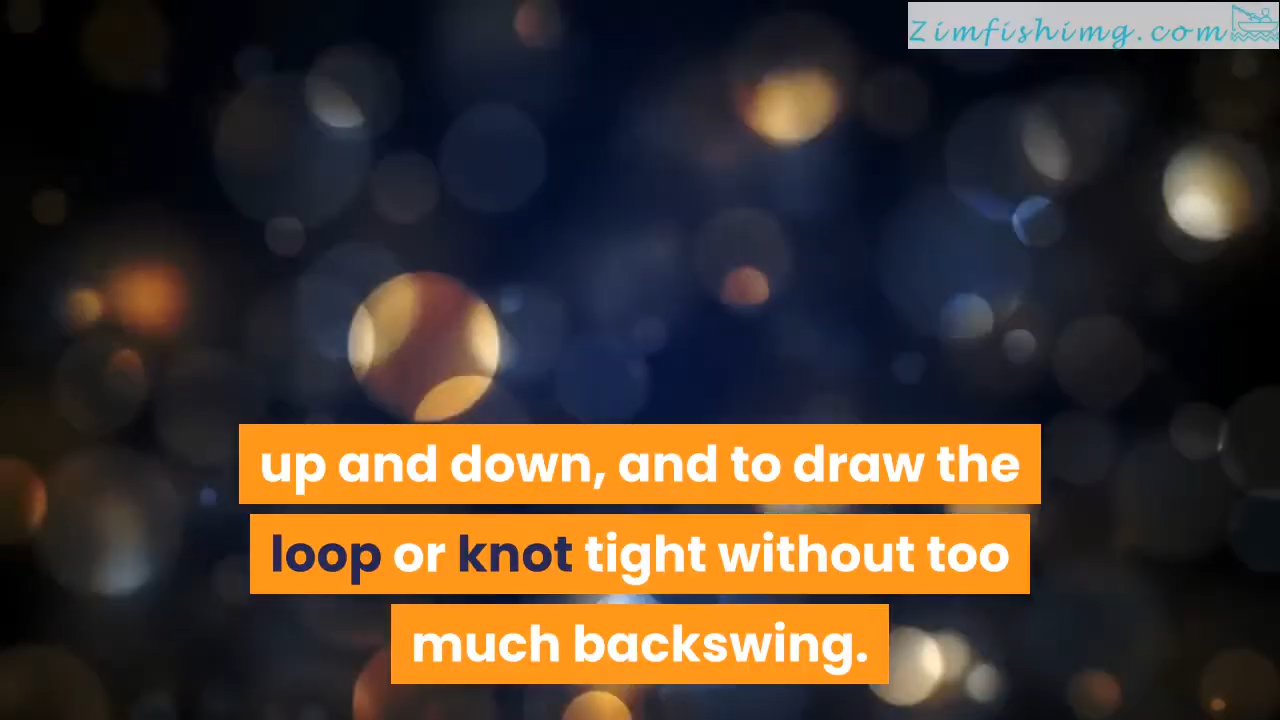 Zimfishimg.com
up and down, and to draw the
loop or knot tight without too
much backswing.